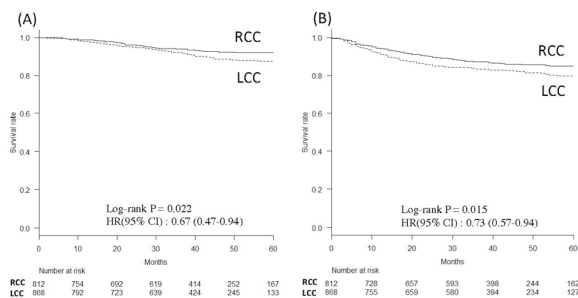 (A)
RCC
LCC
1.0
0.8
0.6
0.4
0.2
0.0
Survival rate
Log-rank P = 0.022
HR(95% CI) : 0.67 (0.47-0.94)
0 10 20 30 40 50 60
Months
Number at risk
RCC 812 754 692 619 414 252 167
LCC 868 792 723 639 424 245 133
(B)
RCC
LCC
1.0
0.8
0.6
0.4
0.2
0.0
Survival rate
Log-rank P = 0.015
HR(95% CI) : 0.73 (0.57-0.94)
0 10 20 30 40 50 60
Months
Number at risk
RCC 812 728 657 593 398 244 162
LCC 868 755 659 580 394 234 127